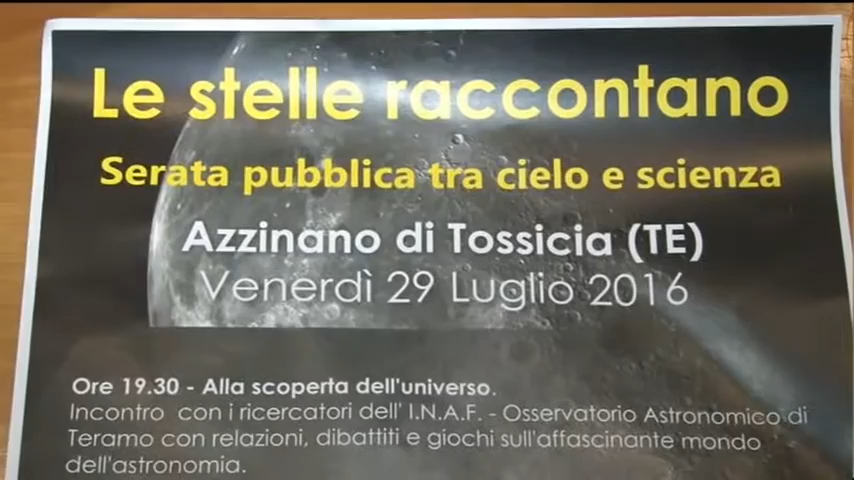 Le stelle raccontano
Serata pubblica tra cielo e scienza
Azzinano di Tossicia (TE)
Venerdì 29 Luglio 2016
Ore 19.30 - Alla scoperta dell'universo.
Incontro con i ricercatori dell' I.N.A.F. - Osservatorio Astronomico di
Teramo con relazioni, dibattiti e giochi sull'affascinante mondo
dell'astronomia.